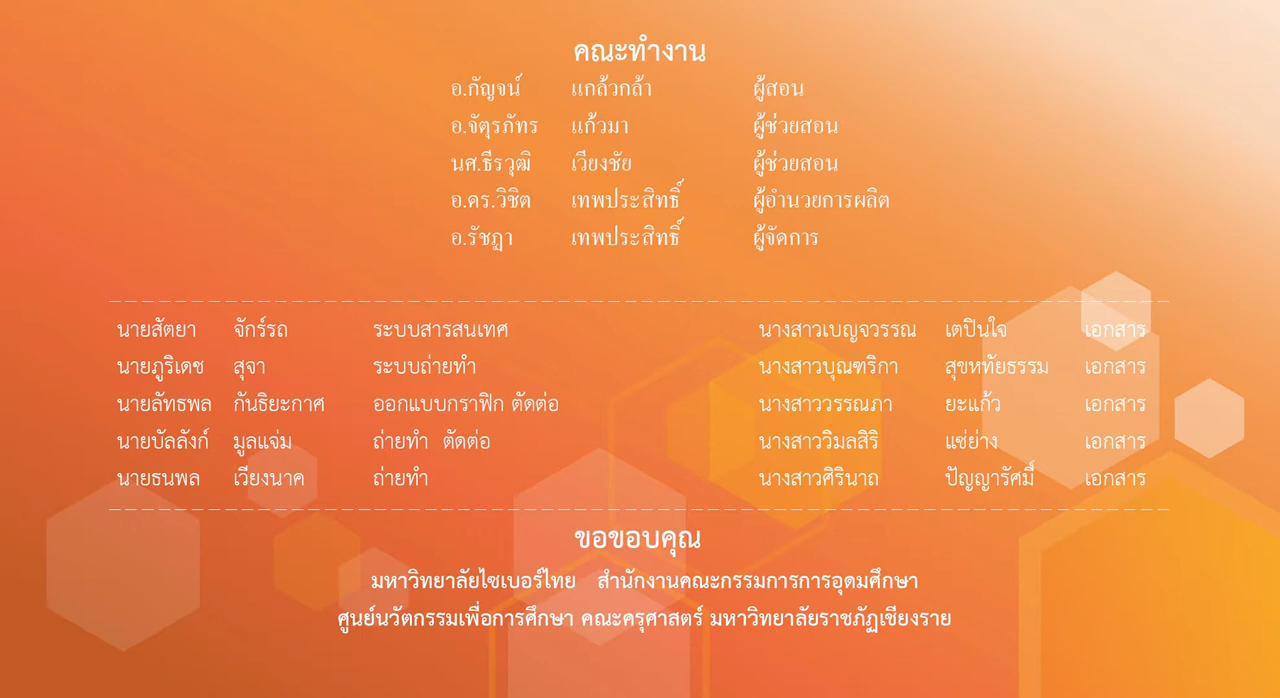 คณะทำงาน
อ.กัญจน์ แกล้วกล้า ผู้สอน
อ.จัตุรภัทร แก้วมา ผู้ช่วยสอน
นศ.ธีรวุฒิ เวียงชัย ผู้ช่วยสอน
อ.ดร.วิชิต เทพประสิทธิ์ ผู้อำนวยการผลิต
อ.รัชฎา เทพประสิทธิ์ ผู้จัดการ
นายสัตยา จักร์รถ ระบบสารสนเทศ นางสาวเบญจวรรณ เตปินใจ เอกสาร
นายภูริเดช สุจา ระบบถ่ายทำ นางสาวบุณฑริกา สุขหทัยธรรม เอกสาร
นายลัทธพล กันธิยะกาศ ออกแบบกราฟิก ตัดต่อ นางสาววรรณภา ยะแก้ว เอกสาร
นายบัลลังก์ มูลแจ่ม ถ่ายทำ ตัดต่อ นางสาววิมลสิริ แซ่ย่าง เอกสาร
นายธนพล เวียงนาค ถ่ายทำ นางสาวศิรินาถ ปัญญารัศมิ์ เอกสาร
ขอขอบคุณ
มหาวิทยาลัยไซเบอร์ไทย สำนักงานคณะกรรมการการอุดมศึกษา
ศูนย์นวัตกรรมเพื่อการศึกษา คณะครุศาสตร์ มหาวิทยาลัยราชภัฏเชียงราย